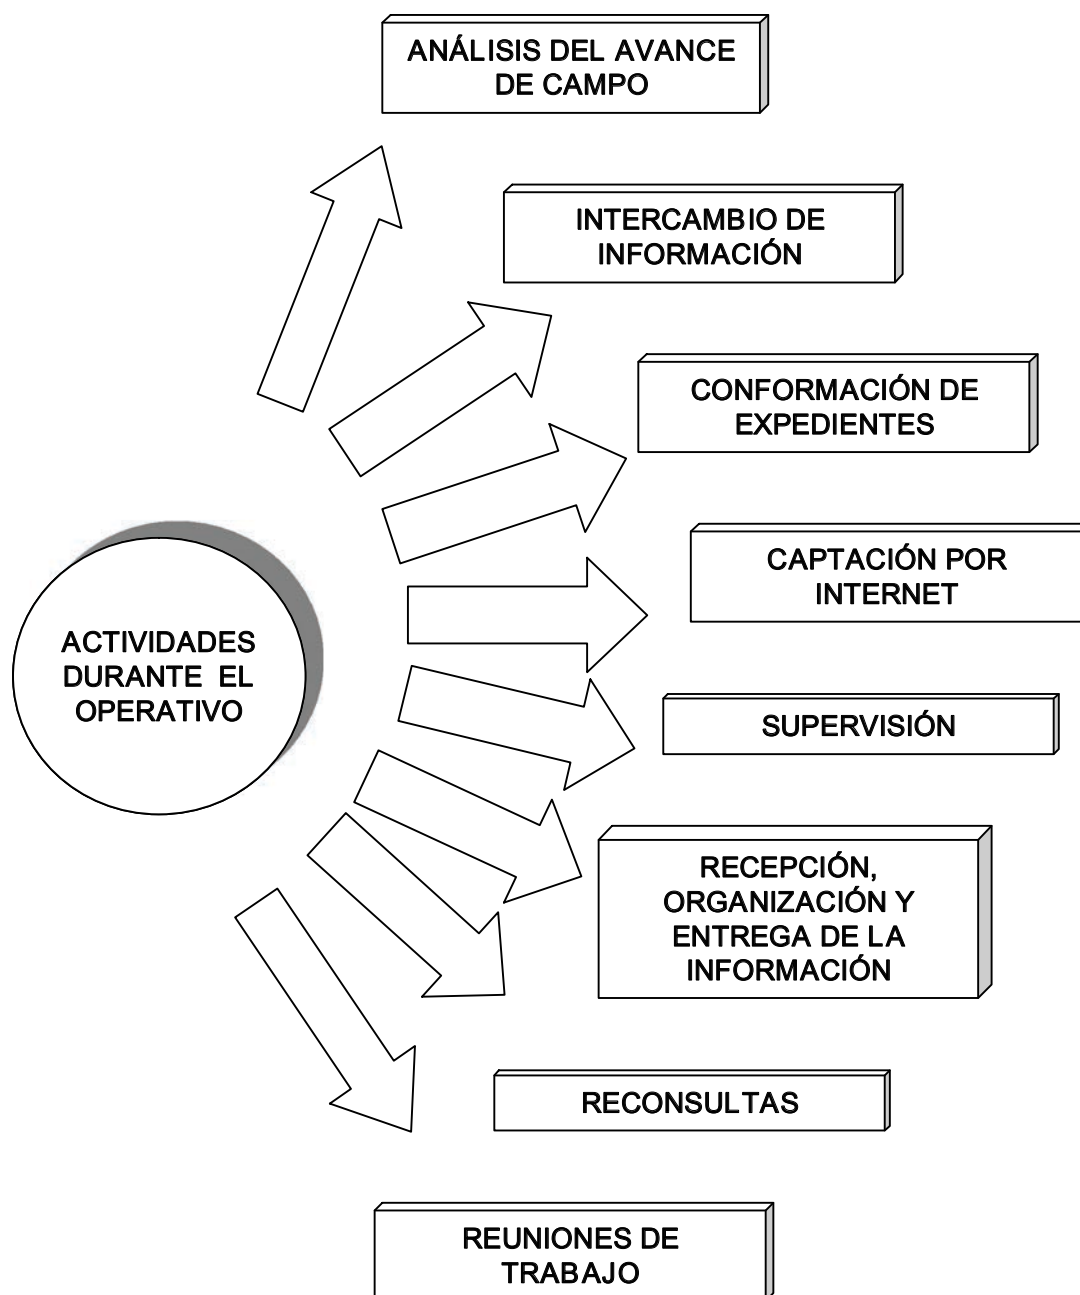 ANÁLISIS DEL AVANCE
DE CAMPO
INTERCAMBIO DE
INFORMACIÓN
CONFORMACIÓN DE
EXPEDIENTES
CAPTACIÓN POR
INTERNET
ACTIVIDADES
DURANTE EL
OPERATIVO
SUPERVISIÓN
RECEPCIÓN,
ORGANIZACIÓN Y
ENTREGA DE LA
INFORMACIÓN
RECONSULTAS
REUNIONES DE
TRABAJO